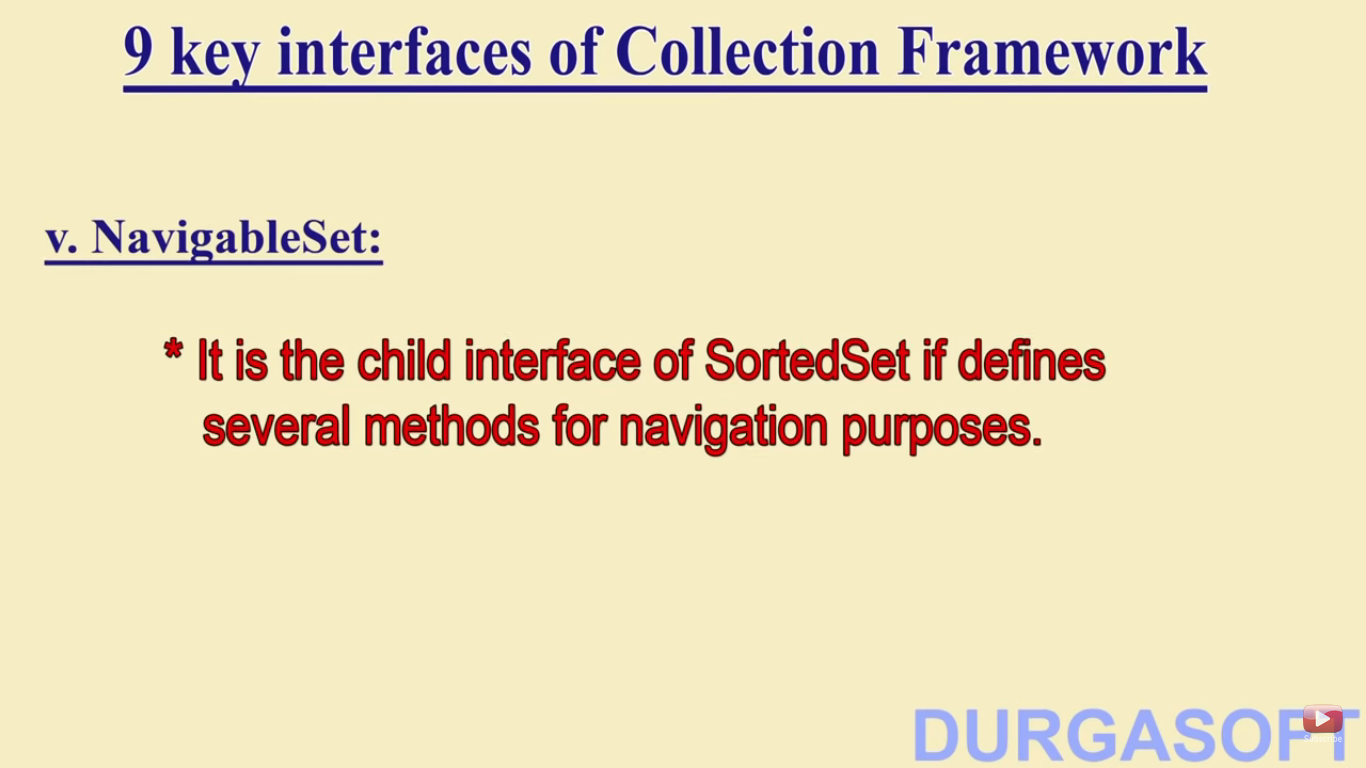 9 key interfaces of Collection Framework
v. NavigableSet:
* It is the child interface of SortedSet if defines
several methods for navigation purposes.
DURGASOFT
Subscribe